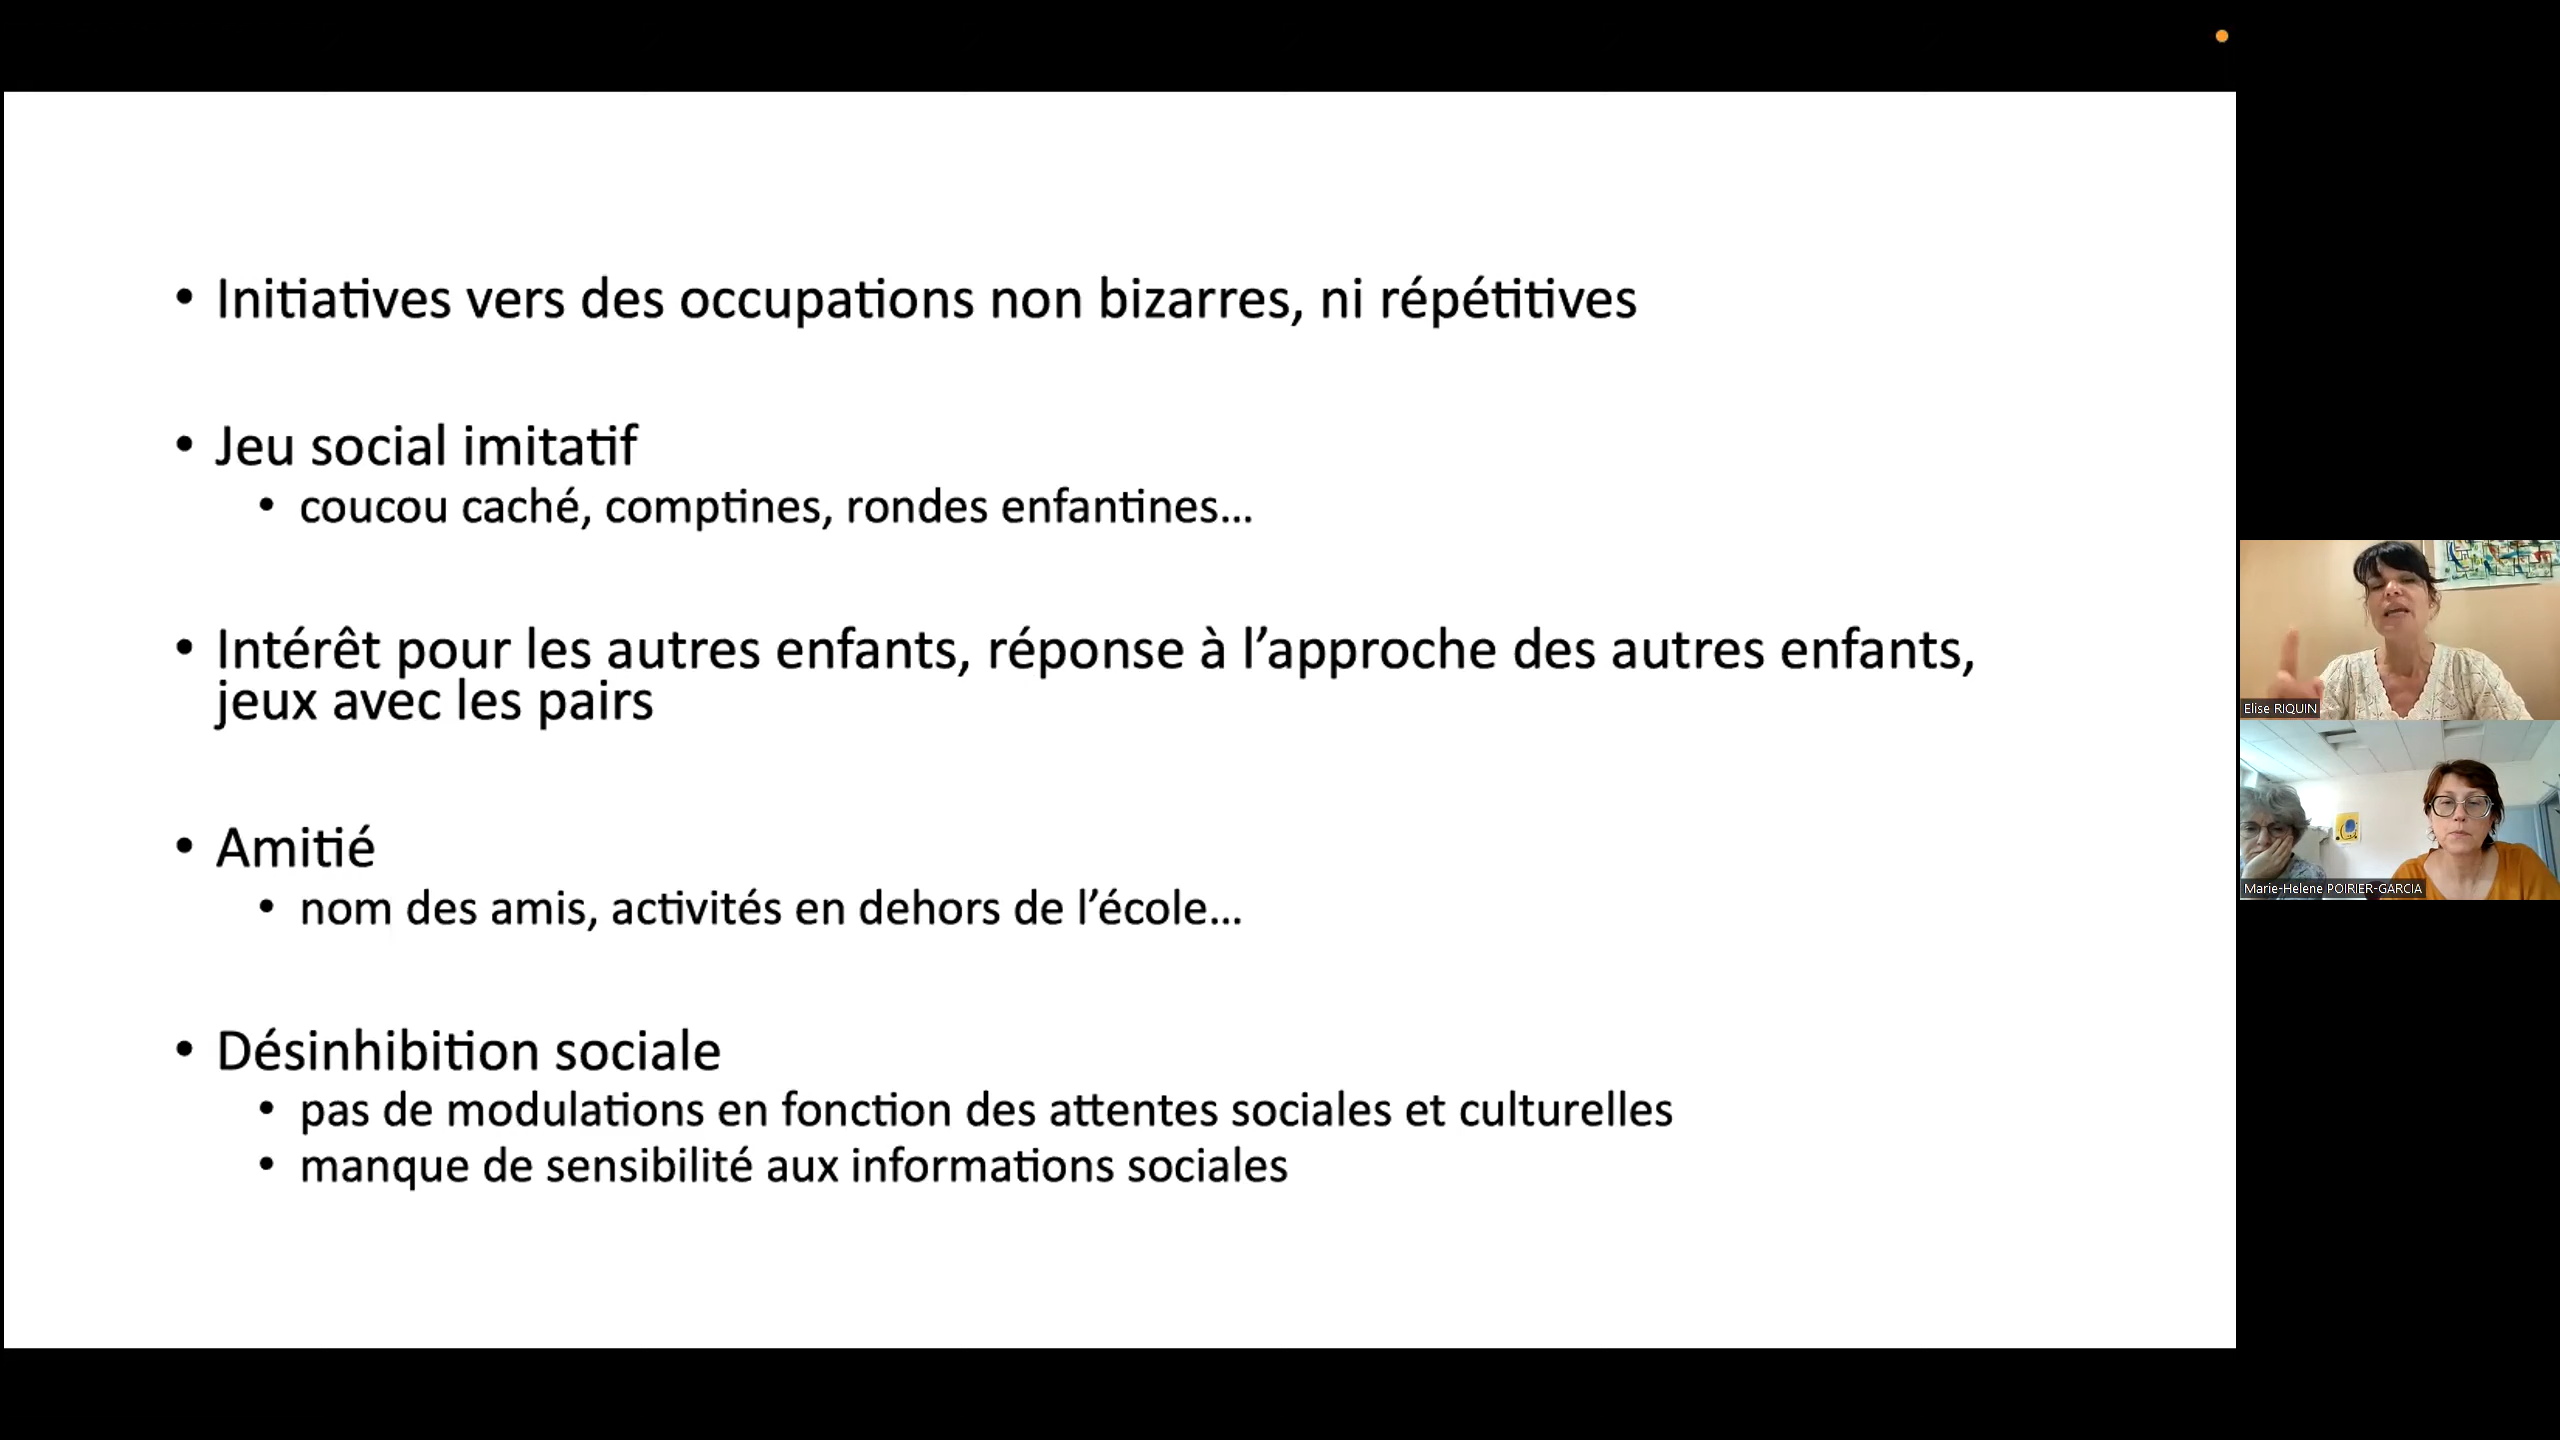 • Initiatives vers des occupations non bizarres, ni répétitives
• Jeu social imitatif
• coucou caché, comptines, rondes enfantines...
• Intérêt pour les autres enfants, réponse à l’approche des autres enfants,
jeux avec les pairs
• Amitié
• nom des amis, activités en dehors de l’école...
• Désinhibition sociale
• pas de modulations en fonction des attentes sociales et culturelles
• manque de sensibilité aux informations sociales
Elise RIQUIN
Marie-Helene POIRIER-GARCIA